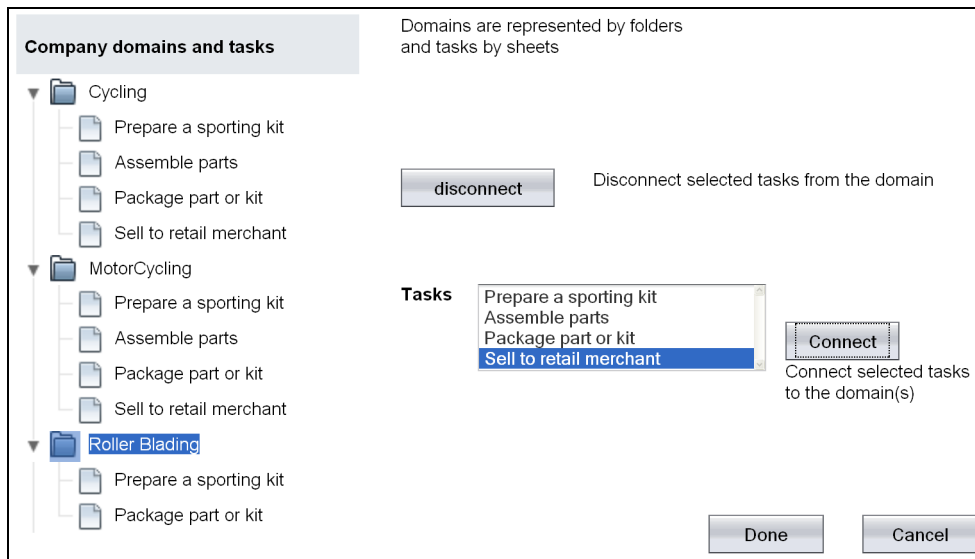 Company domains and tasks
Cycling
Prepare a sporting kit
Assemble parts
Package part or kit
Sell to retail merchant
MotorCycling
Prepare a sporting kit
Assemble parts
Package part or kit
Sell to retail merchant
Roller Blading
Prepare a sporting kit
Package part or kit
Domains are represented by folders
and tasks by sheets
disconnect
Disconnect selected tasks from the domain
Tasks
Prepare a sporting kit
Assemble parts
Package part or kit
Sell to retail merchant
Connect
Connect selected tasks
to the domain(s)
Done
Cancel